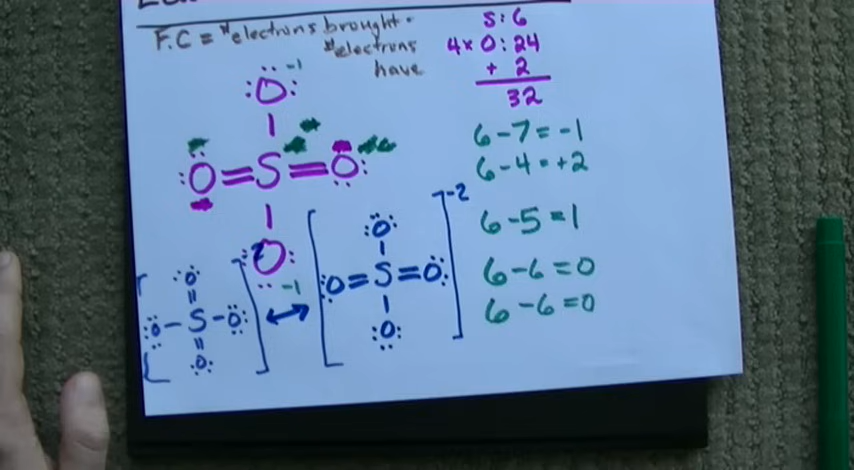 F.C = #electrons brought -
#electrons
have
S: 6
4x O: 24
+ 2
32
-1
O
O=S=O
O
-1
6-7=-1
6-4=+2
6-5=1
6-6=0
6-6=0
O
O-S-O
O
-2
O
O=S=O
O